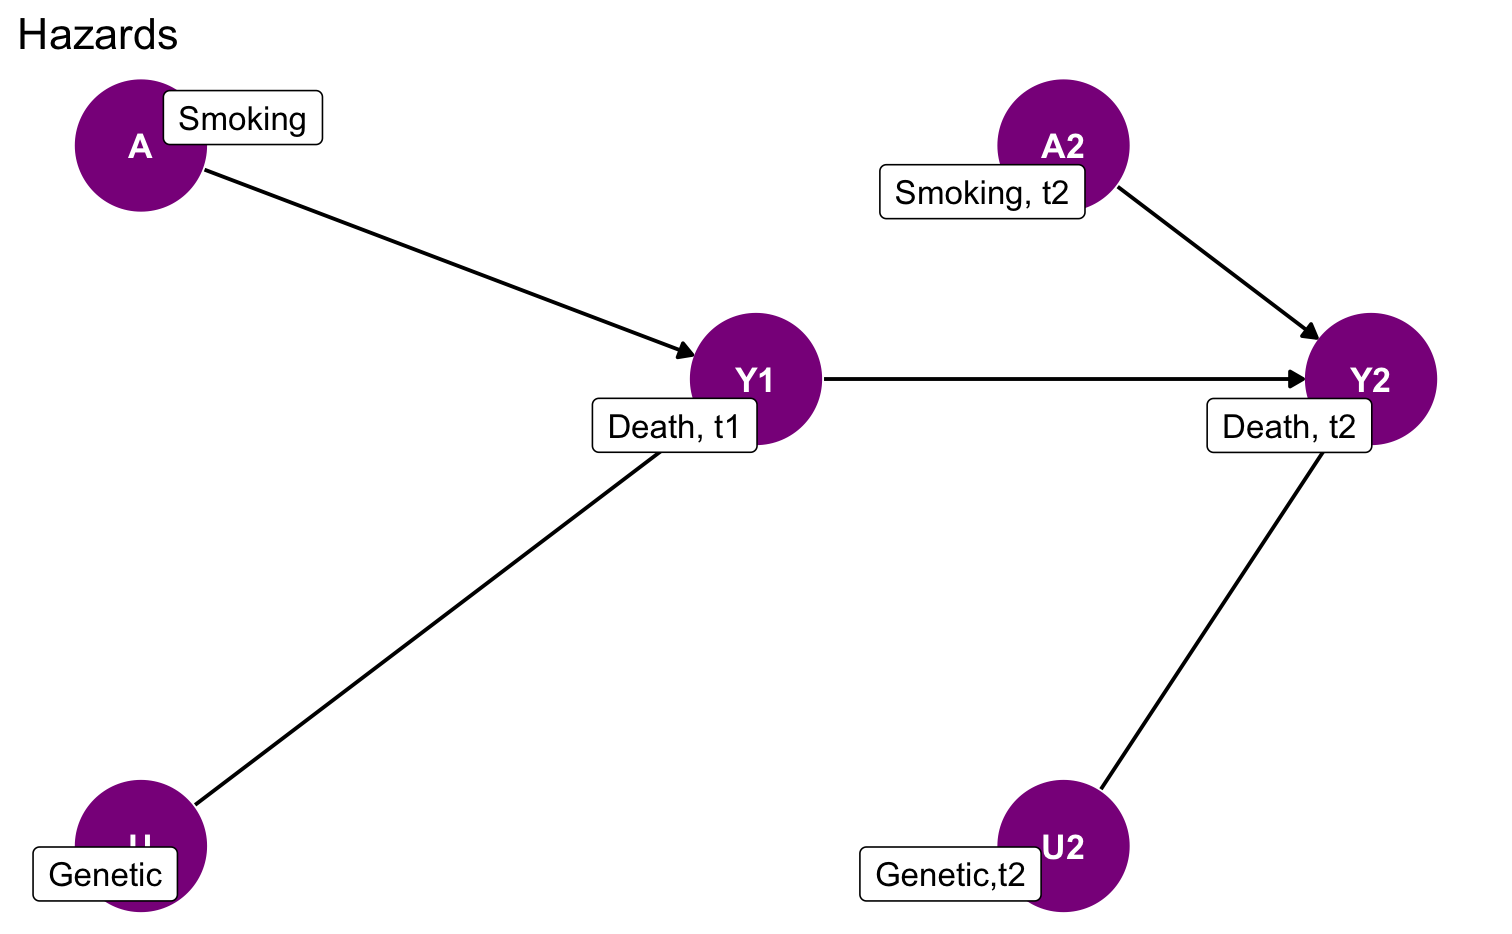 Hazards
A
Smoking
A2
Smoking, t2
Y1
Death, t1
Y2
Death, t2
U
Genetic
U2
Genetic,t2